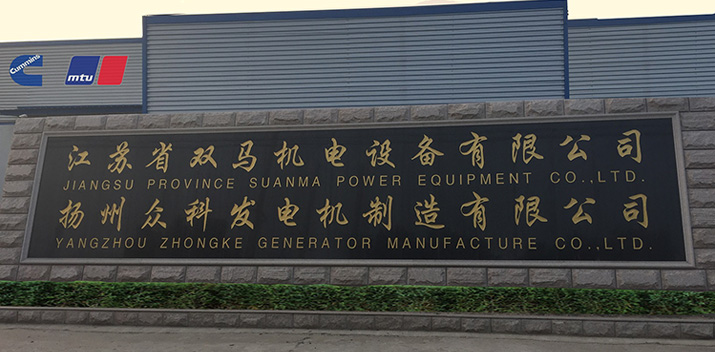 Cummins
mtu
江苏省双马机电设备有限公司
JIANGSU PROVINCE SUANMA POWER EQUIPMENT CO.,LTD.
扬州众科发电机制造有限公司
YANGZHOU ZHONGKE GENERATOR MANUFACTURE CO.,LTD.